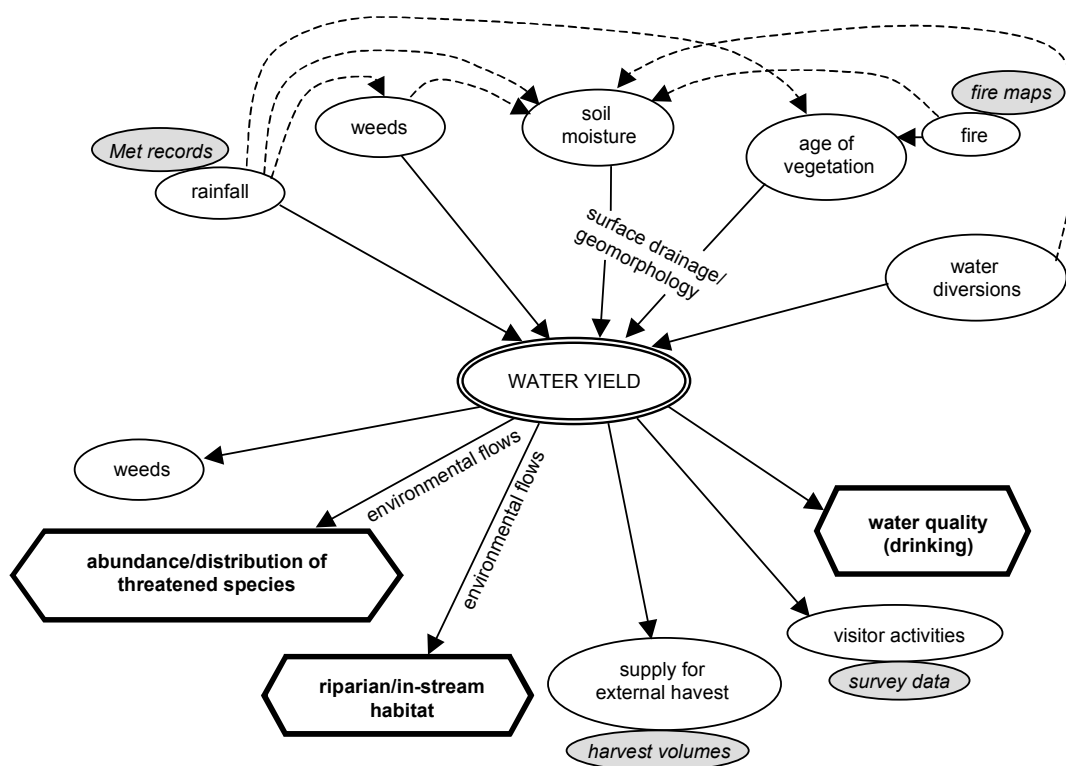 fire maps
soil
moisture
weeds
fire
age of
vegetation
Met records
rainfall
surface drainage/
geomorphology
water
diversions
WATER YIELD
weeds
environmental flows
environmental flows
water quality
(drinking)
abundance/distribution of
threatened species
visitor activities
survey data
riparian/in-stream
habitat
supply for
external havest
harvest volumes